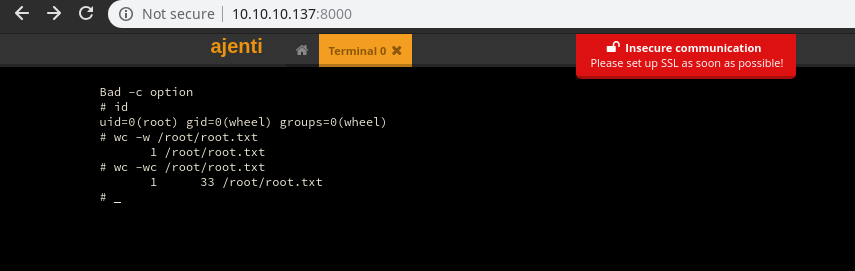 Not secure | 10.10.10.137:8000
ajenti
Terminal 0 ✖
Insecure communication
Please set up SSL as soon as possible!
Bad -c option
# id
uid=0(root) gid=0(wheel) groups=0(wheel)
# wc -w /root/root.txt
       1 /root/root.txt
# wc -wc /root/root.txt
       1      33 /root/root.txt
# _